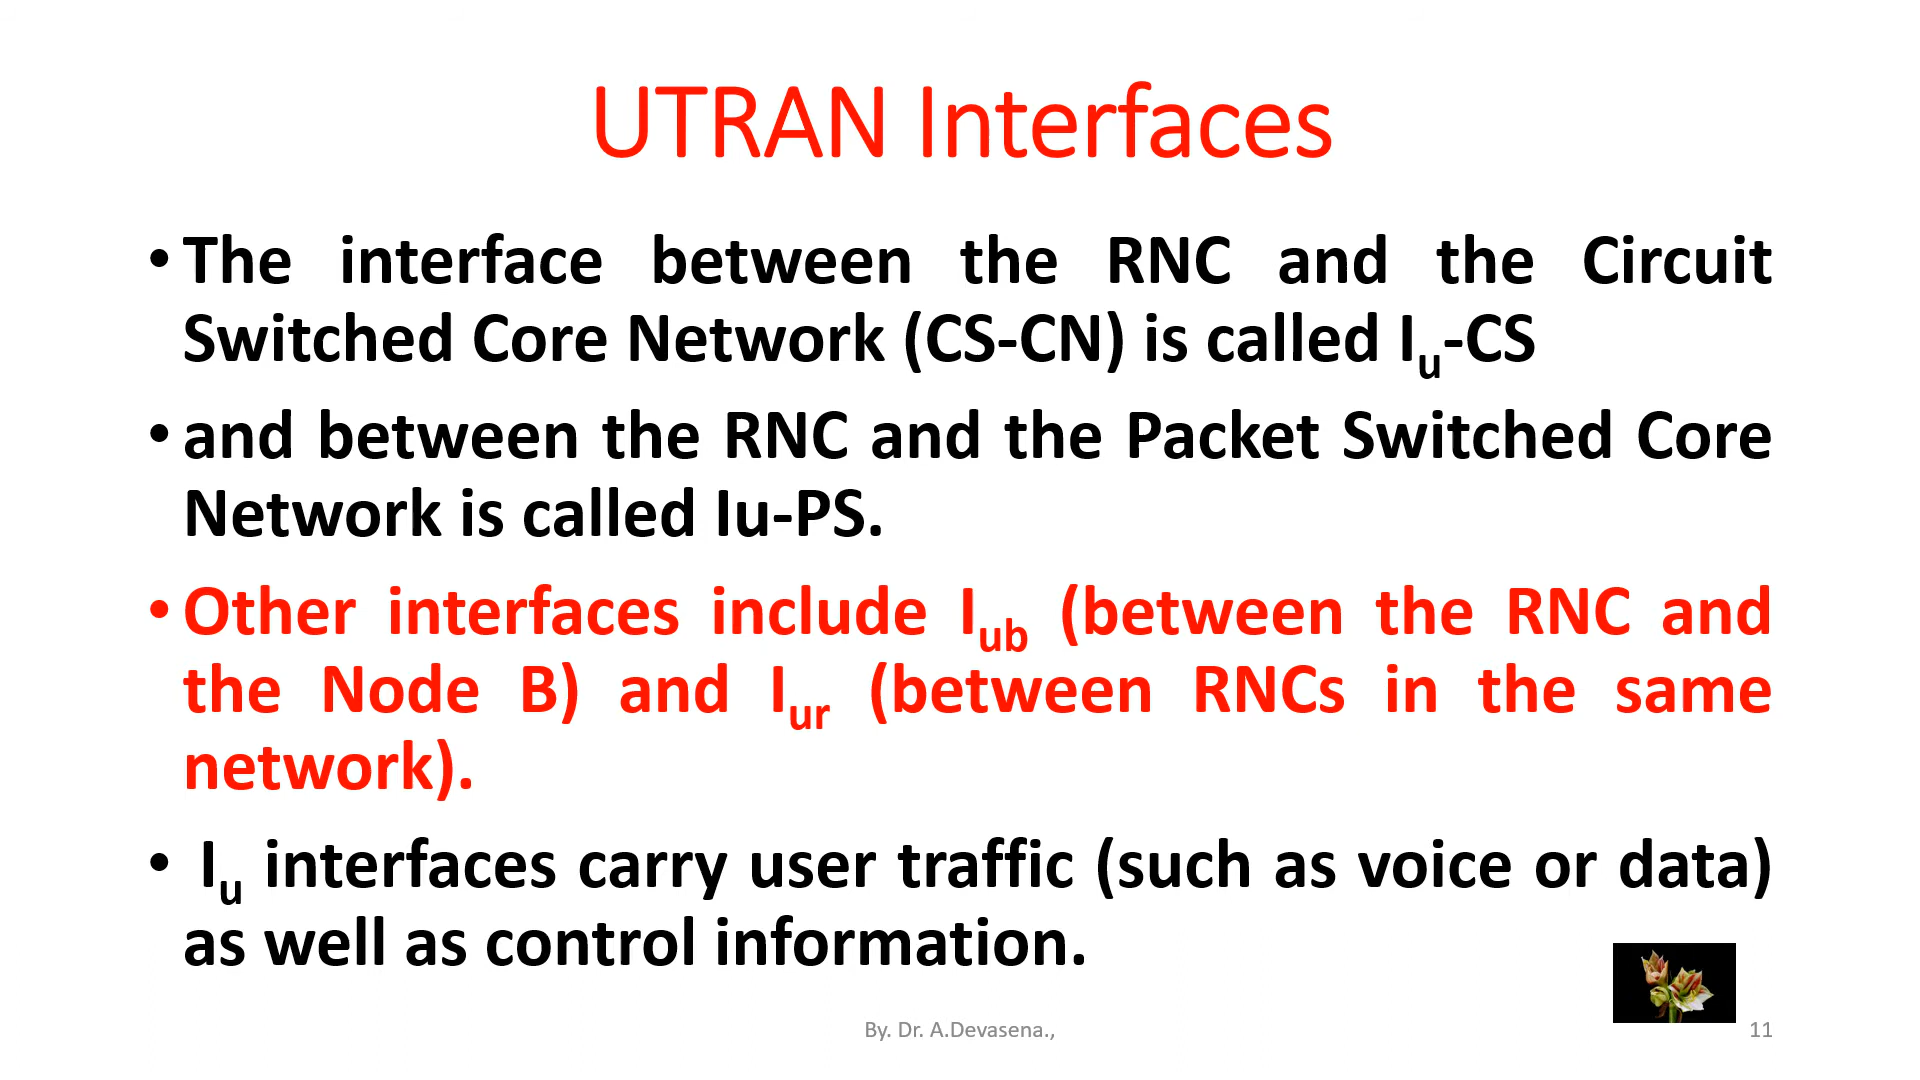 UTRAN Interfaces
• The interface between the RNC and the Circuit
Switched Core Network (CS-CN) is called Iu-CS
• and between the RNC and the Packet Switched Core
Network is called Iu-PS.
• Other interfaces include Iub (between the RNC and
the Node B) and Iur (between RNCs in the same
network).
• Iu interfaces carry user traffic (such as voice or data)
as well as control information.
By. Dr. A.Devasena.,
11